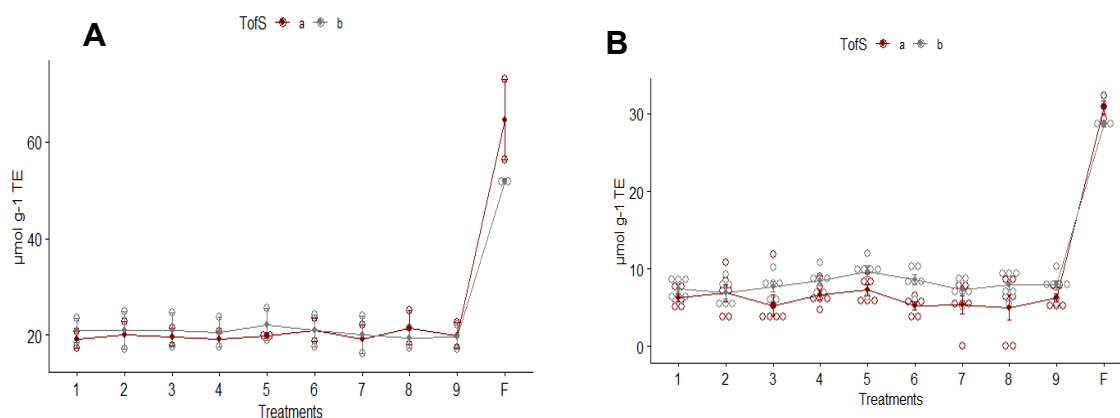 A
TofS a b
µmol g-1 TE
60
40
20
1 2 3 4 5 6 7 8 9 F
Treatments
B
TofS a b
µmol g-1 TE
30
20
10
0
1 2 3 4 5 6 7 8 9 F
Treatments